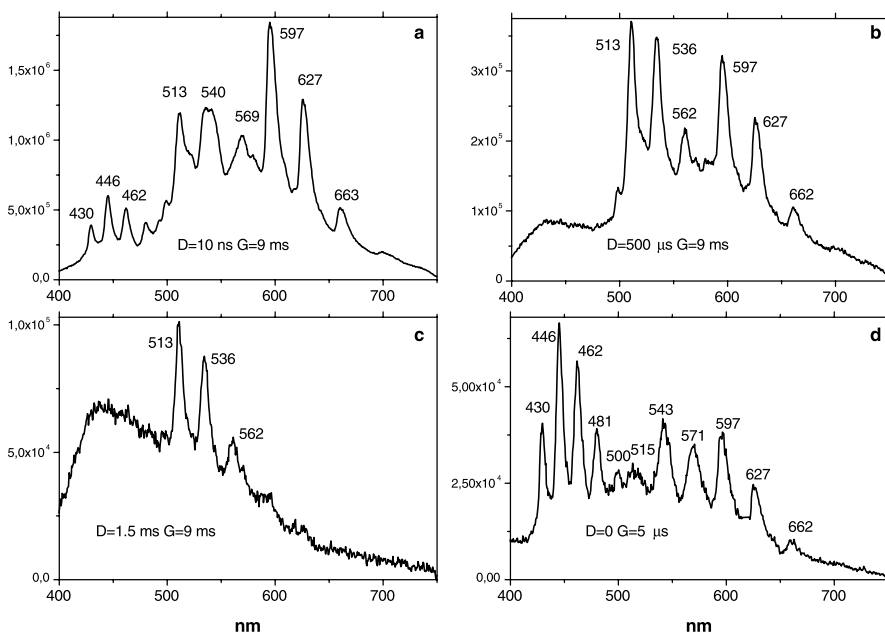 a
597
513
540
627
569
446
430
462
663
D=10 ns G=9 ms
1,5x10⁶
1,0x10⁶
5,0x10⁵
0,0
400
500
600
700
b
513
536
597
562
627
662
D=500 µs G=9 ms
3x10⁵
2x10⁵
1x10⁵
0
400
500
600
700
c
513
536
562
D=1.5 ms G=9 ms
1,0x10⁵
5,0x10⁴
0,0
400
500
600
700
nm
d
446
462
430
481
543
500
515
571
597
627
662
D=0 G=5 µs
5,00x10⁴
2,50x10⁴
0,00
400
500
600
700
nm